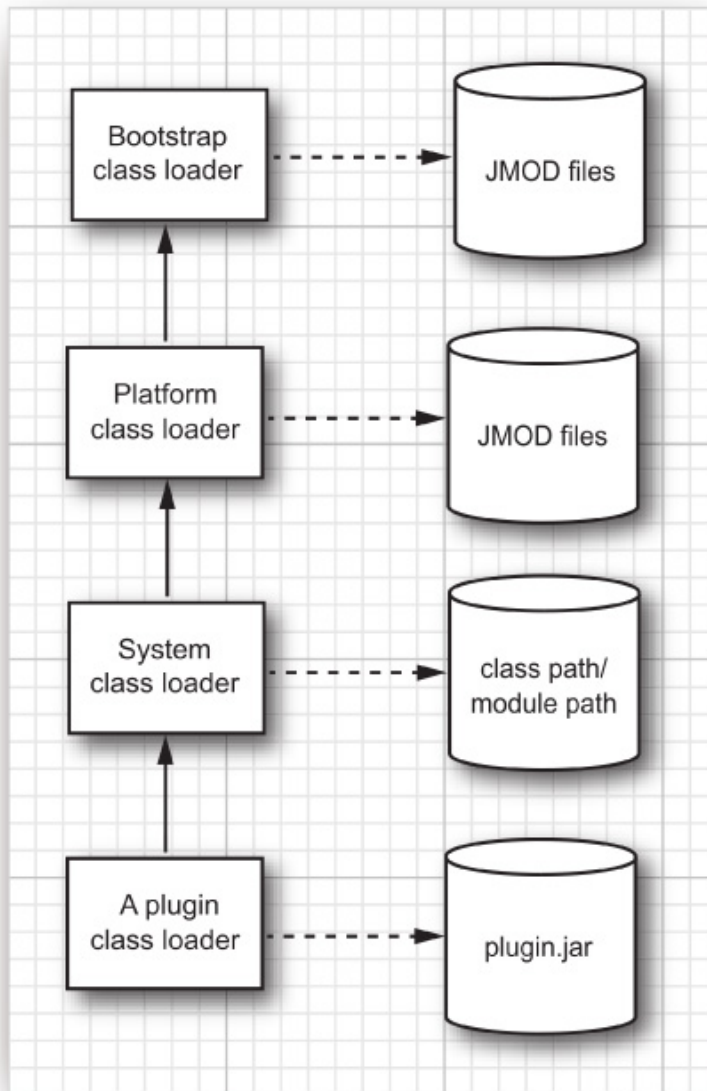 Bootstrap
class loader
JMOD files
Platform
class loader
JMOD files
System
class loader
class path/
module path
A plugin
class loader
plugin.jar